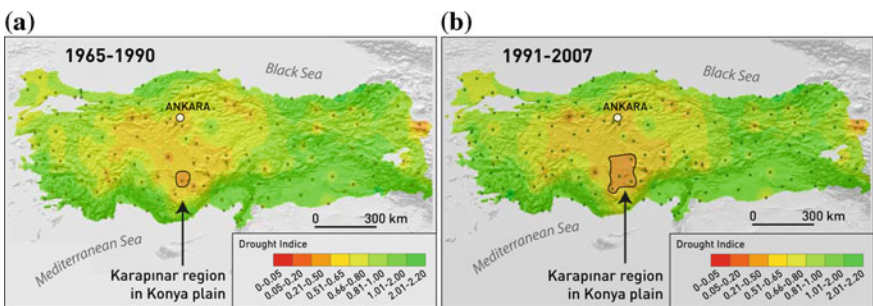 (a)
1965-1990
Black Sea
ANKARA
0 300 km
Mediterranean Sea
Karapınar region
in Konya plain
Drought Indice
0-0.05
0.05-0.20
0.21-0.50
0.51-0.65
0.66-0.80
0.81-1.00
1.01-2.00
2.01-2.20
(b)
1991-2007
Black Sea
ANKARA
0 300 km
Mediterranean Sea
Karapınar region
in Konya plain
Drought Indice
0-0.05
0.05-0.20
0.21-0.50
0.51-0.65
0.66-0.80
0.81-1.00
1.01-2.00
2.01-2.20